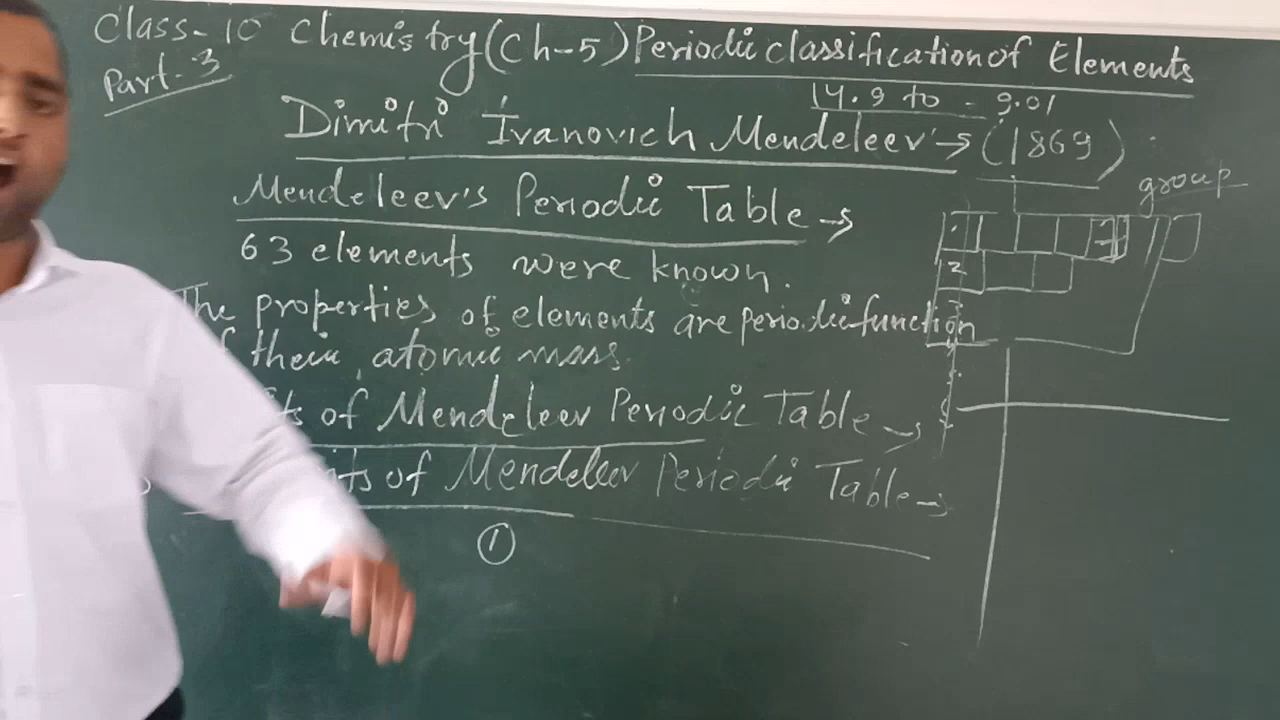 Class-10 Chemistry (Ch-5) Periodic classification of Elements
Part-3
14.9 to - 9.01
Dimitri Ivanovich Mendeleev → (1869)
group
Mendeleev's Periodic Table →
63 elements were known.
The properties of elements are periodic function
their atomic mass.
of Mendeleev Periodic Table →
of Mendeleev Periodic Table →
1
2
①